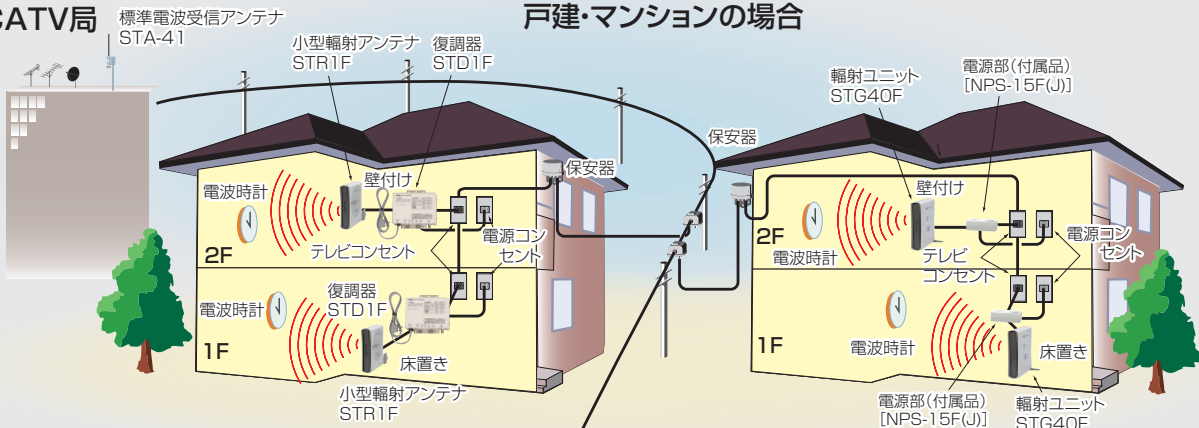 CATV局
標準電波受信アンテナ
STA-41
戸建・マンションの場合
小型輻射アンテナ
STR1F
復調器
STD1F
保安器
電波時計
壁付け
2F
テレビコンセント
電源コン
セント
電波時計
復調器
STD1F
1F
床置き
小型輻射アンテナ
STR1F
輻射ユニット
STG40F
電源部(付属品)
[NPS-15F(J)]
保安器
壁付け
2F
電波時計
テレビ
コンセント
電源コン
セント
1F
電波時計
床置き
電源部(付属品)
[NPS-15F(J)]
輻射ユニット
STG40F